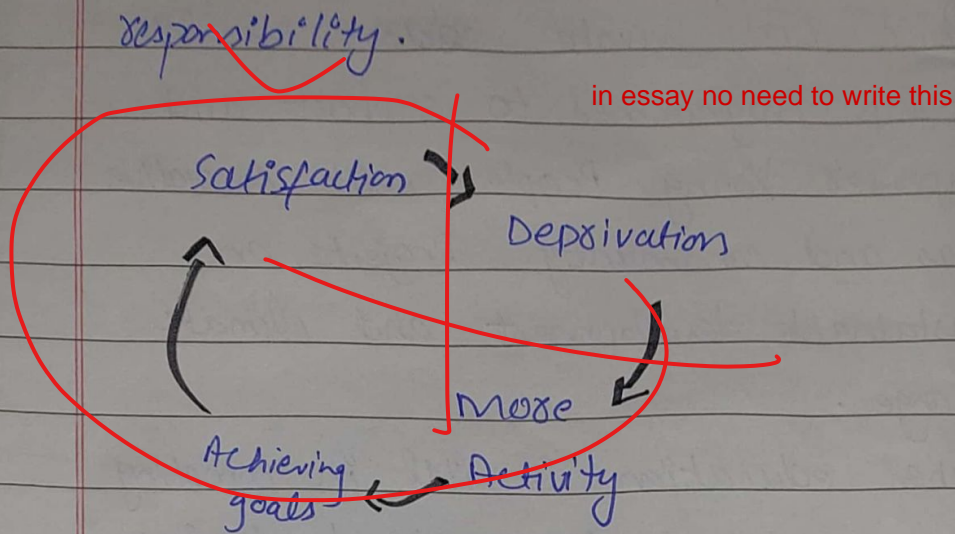 responsibility.
in essay no need to write this
Satisfaction
Deprivation
More
Activity
Achieving
goals